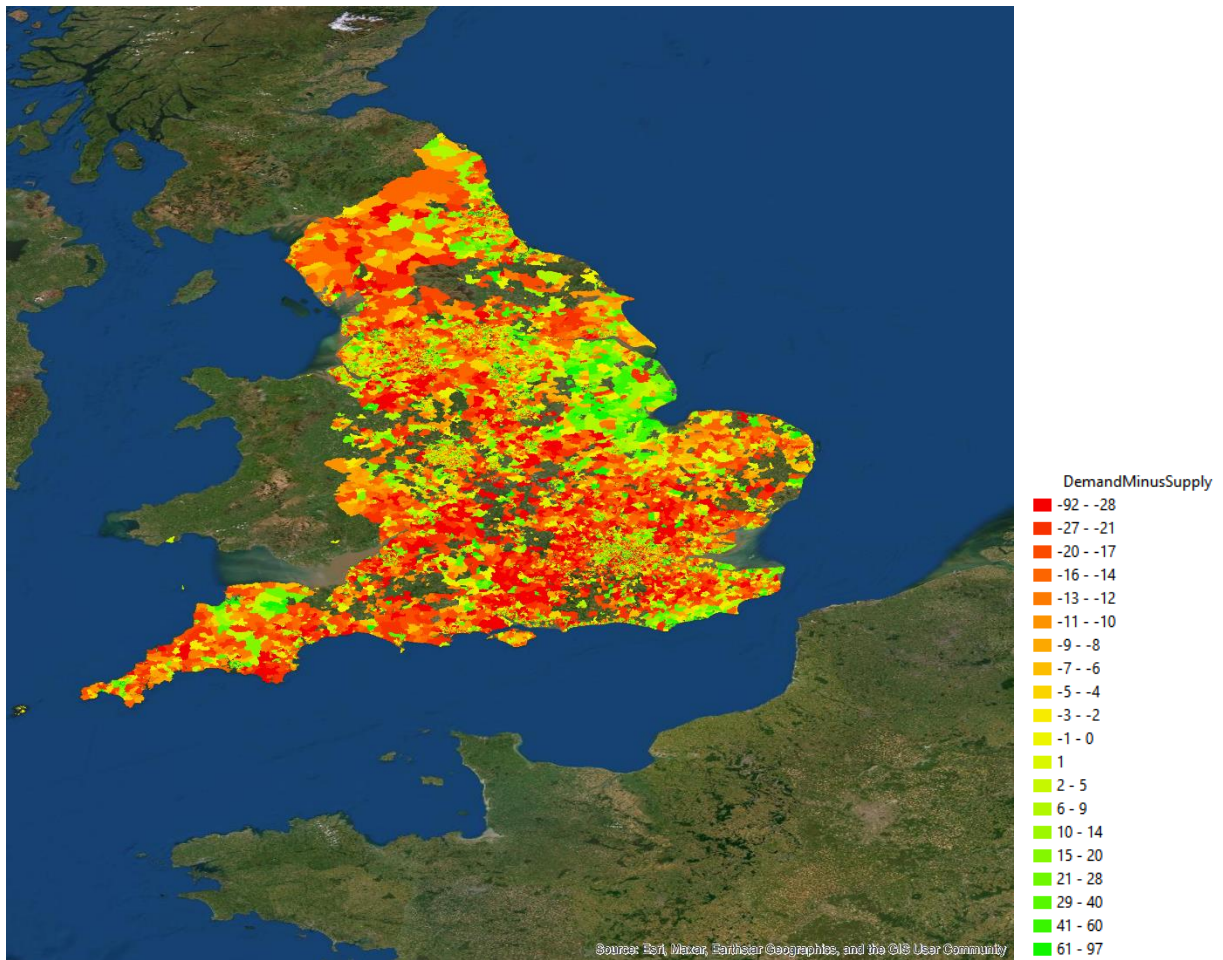 DemandMinusSupply
-92 - -28
-27 - -21
-20 - -17
-16 - -14
-13 - -12
-11 - -10
-9 - -8
-7 - -6
-5 - -4
-3 - -2
-1 - 0
1
2 - 5
6 - 9
10 - 14
15 - 20
21 - 28
29 - 40
41 - 60
61 - 97
Source: Esri, Maxar, Earthstar Geographics, and the GIS User Community